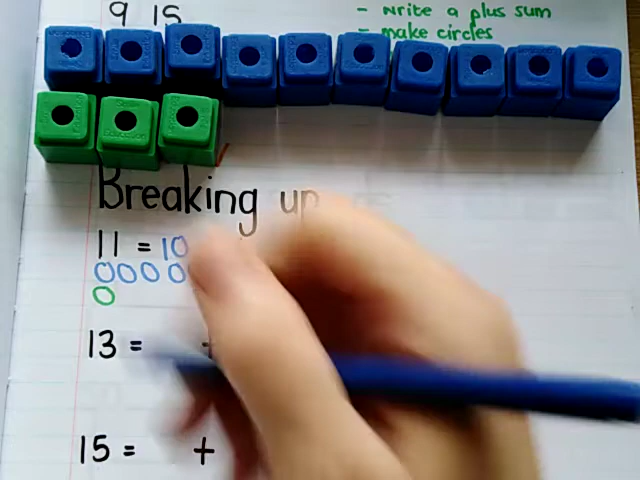 9 15
- Write a plus sum
- make circles
Breaking up
11 = 10
13 = +
15 = +